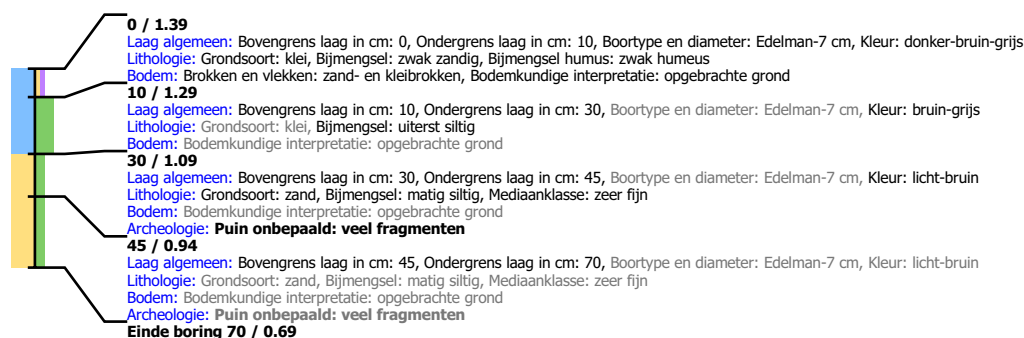 0 / 1.39
Laag algemeen: Bovengrens laag in cm: 0, Ondergrens laag in cm: 10, Boortype en diameter: Edelman-7 cm, Kleur: donker-bruin-grijs
Lithologie: Grondsoort: klei, Bijmengsel: zwak zandig, Bijmengsel humus: zwak humeus
Bodem: Brokken en vlekken: zand- en kleibrokken, Bodemkundige interpretatie: opgebrachte grond
10 / 1.29
Laag algemeen: Bovengrens laag in cm: 10, Ondergrens laag in cm: 30, Boortype en diameter: Edelman-7 cm, Kleur: bruin-grijs
Lithologie: Grondsoort: klei, Bijmengsel: uiterst siltig
Bodem: Bodemkundige interpretatie: opgebrachte grond
30 / 1.09
Laag algemeen: Bovengrens laag in cm: 30, Ondergrens laag in cm: 45, Boortype en diameter: Edelman-7 cm, Kleur: licht-bruin
Lithologie: Grondsoort: zand, Bijmengsel: matig siltig, Mediaanklasse: zeer fijn
Bodem: Bodemkundige interpretatie: opgebrachte grond
Archeologie: Puin onbepaald: veel fragmenten
45 / 0.94
Laag algemeen: Bovengrens laag in cm: 45, Ondergrens laag in cm: 70, Boortype en diameter: Edelman-7 cm, Kleur: licht-bruin
Lithologie: Grondsoort: zand, Bijmengsel: matig siltig, Mediaanklasse: zeer fijn
Bodem: Bodemkundige interpretatie: opgebrachte grond
Archeologie: Puin onbepaald: veel fragmenten
Einde boring 70 / 0.69